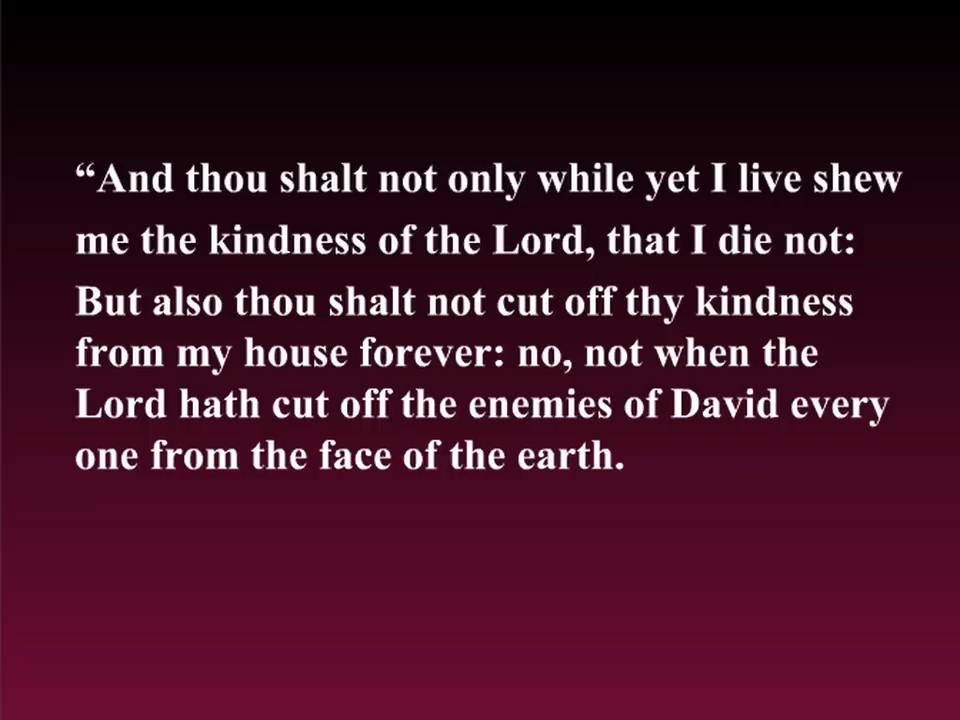 “And thou shalt not only while yet I live shew
me the kindness of the Lord, that I die not:
But also thou shalt not cut off thy kindness
from my house forever: no, not when the
Lord hath cut off the enemies of David every
one from the face of the earth.